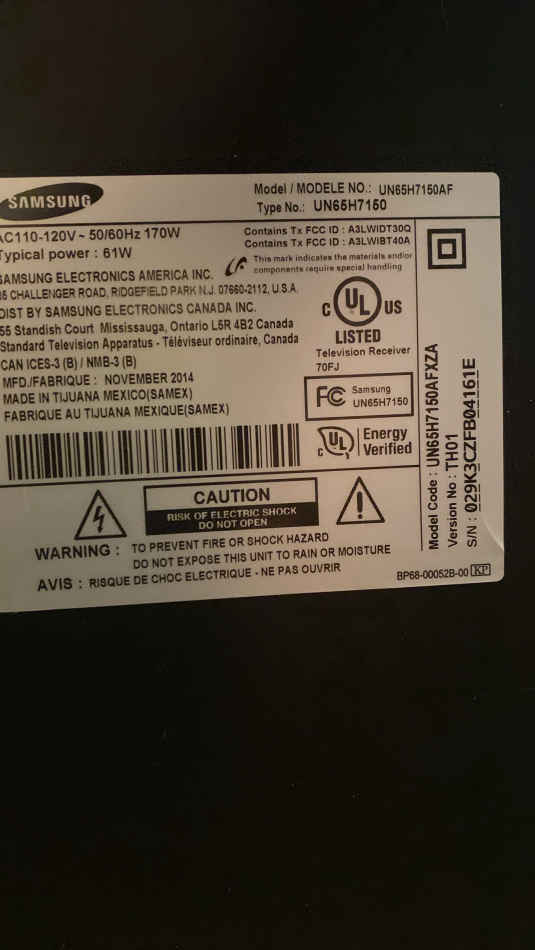 SAMSUNG
Model / MODELE NO.: UN65H7150AF
Type No.: UN65H7150
AC110-120V ~ 50/60Hz 170W
Typical power : 61W
Contains Tx FCC ID : A3LWIDT30Q
Contains Tx FCC ID : A3LWIBT40A
This mark indicates the materials and/or
components require special handling
SAMSUNG ELECTRONICS AMERICA INC.
85 CHALLENGER ROAD, RIDGEFIELD PARK N.J. 07660-2112, U.S.A.
DIST BY SAMSUNG ELECTRONICS CANADA INC.
55 Standish Court Mississauga, Ontario L5R 4B2 Canada
Standard Television Apparatus - Téléviseur ordinaire, Canada
CAN ICES-3 (B) / NMB-3 (B)
MFD./FABRIQUE : NOVEMBER 2014
MADE IN TIJUANA MEXICO(SAMEX)
FABRIQUE AU TIJUANA MEXIQUE(SAMEX)
C UL US
LISTED
Television Receiver
70FJ
FC Samsung
UN65H7150
C UL Energy
Verified
CAUTION
RISK OF ELECTRIC SHOCK
DO NOT OPEN
WARNING : TO PREVENT FIRE OR SHOCK HAZARD
DO NOT EXPOSE THIS UNIT TO RAIN OR MOISTURE
AVIS : RISQUE DE CHOC ELECTRIQUE - NE PAS OUVRIR
BP68-00052B-00 KP
Model Code : UN65H7150AFXZA
Version No : TH01
S/N : 029K3CZFB04161E